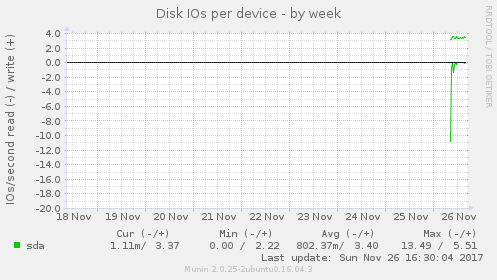 Disk IOs per device - by week
RRDTOOL / TOBI OETIKER
IOs/second read (-) / write (+)
4.0
2.0
0.0
-2.0
-4.0
-6.0
-8.0
-10.0
-12.0
-14.0
-16.0
-18.0
-20.0
18 Nov 19 Nov 20 Nov 21 Nov 22 Nov 23 Nov 24 Nov 25 Nov 26 Nov
Cur (-/+) Min (-/+) Avg (-/+) Max (-/+)
sda 1.11m/ 3.37 0.00 / 2.22 802.37m/ 3.40 13.49 / 5.51
Last update: Sun Nov 26 16:30:04 2017
Munin 2.0.25-2ubuntu0.16.04.3